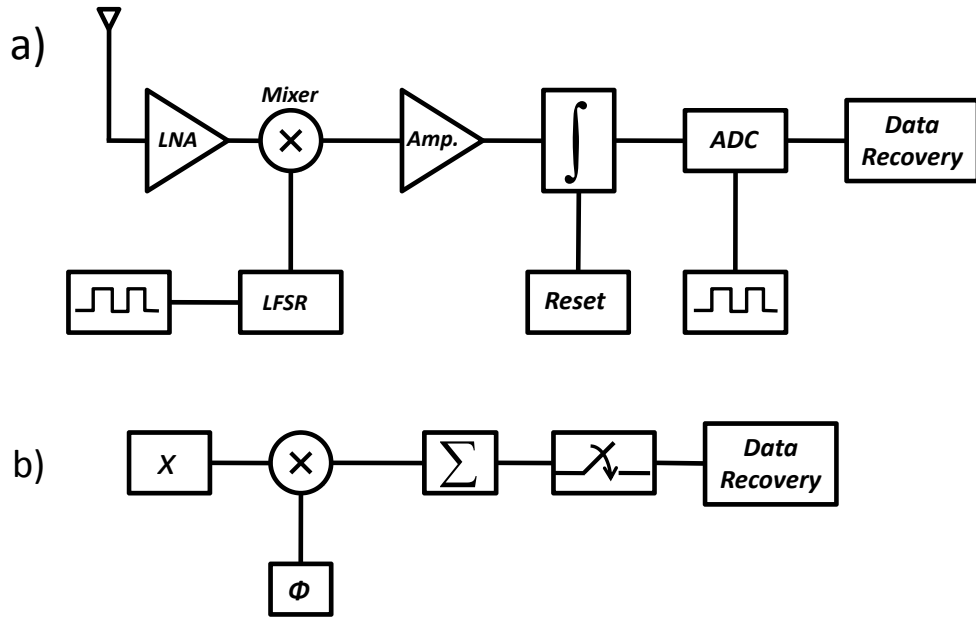 a)
Mixer
LNA
×
Amp.
∫
ADC
Data
Recovery
LFSR
Reset
b)
X
×
Σ
Data
Recovery
Φ